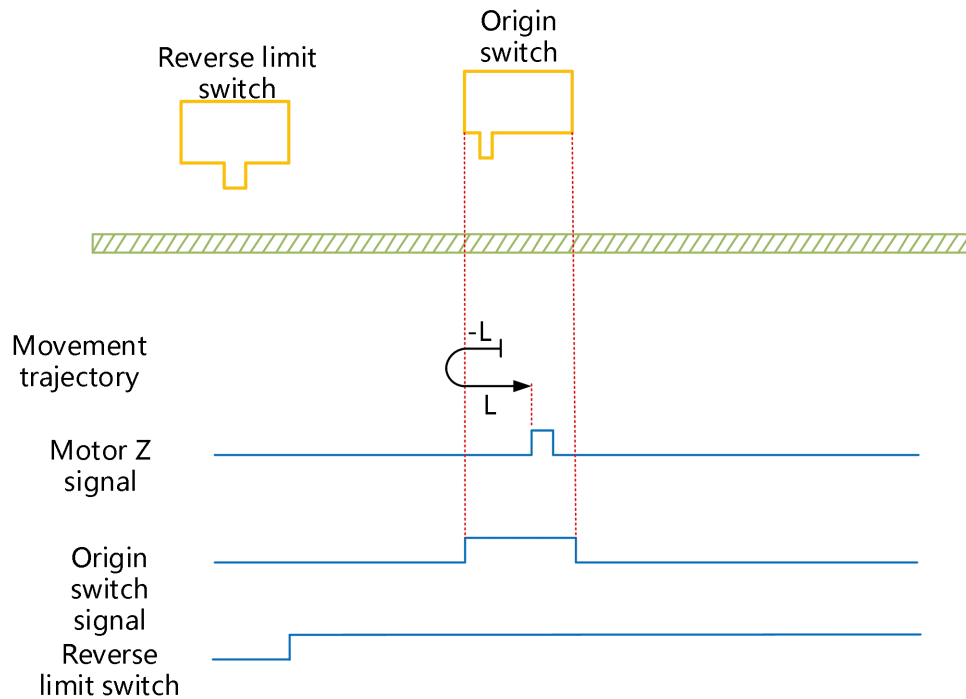 Origin
switch
Reverse limit
switch
-L
Movement
trajectory
L
Motor Z
signal
Origin
switch
signal
Reverse
limit switch